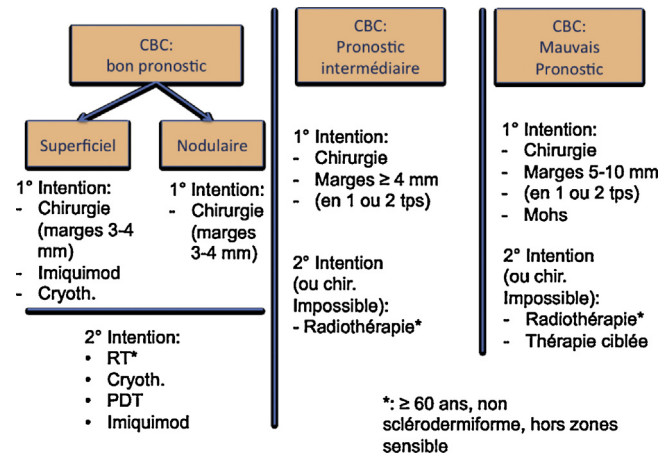 CBC:
bon pronostic
Superficiel
Nodulaire
1° Intention:
- Chirurgie
(marges 3-4
mm)
- Imiquimod
- Cryoth.
1° Intention:
- Chirurgie
(marges
3-4 mm)
2° Intention:
• RT*
• Cryoth.
• PDT
• Imiquimod
CBC:
Pronostic
intermédiaire
1° Intention:
- Chirurgie
- Marges ≥ 4 mm
- (en 1 ou 2 tps)
2° Intention
(ou chir.
Impossible):
- Radiothérapie*
CBC:
Mauvais
Pronostic
1° Intention:
- Chirurgie
- Marges 5-10 mm
- (en 1 ou 2 tps)
- Mohs
2° Intention
(ou chir.
Impossible):
- Radiothérapie*
- Thérapie ciblée
*: ≥ 60 ans, non
sclérodermiforme, hors zones
sensible